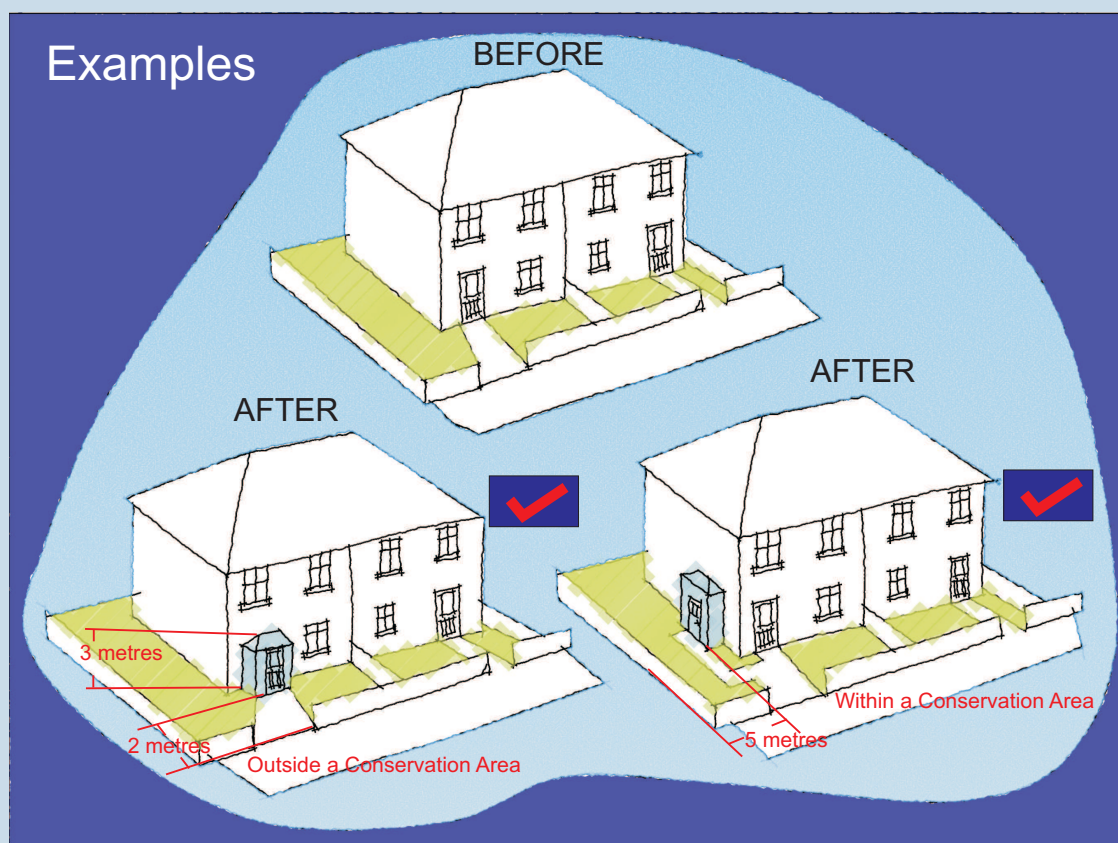 Examples
BEFORE
AFTER
AFTER
3 metres
2 metres
Outside a Conservation Area
Within a Conservation Area
5 metres